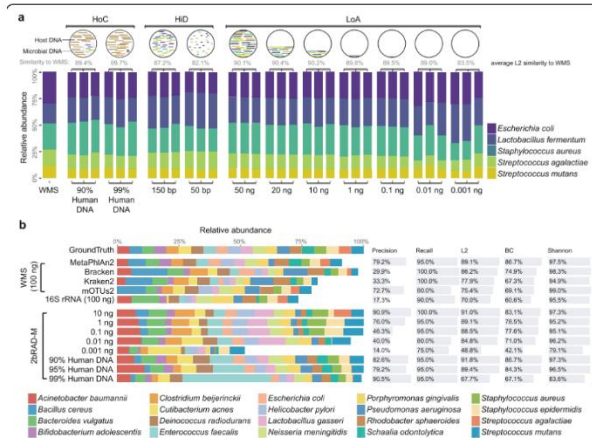 a
HoC HiD LoA
Host DNA
Microbial DNA
Similarity to WMS: 89.4% 99.7% 87.2% 82.1% 90.1% 90.4% 90.2% 89.8% 89.5% 89.0% 83.5% average L2 similarity to WMS
Relative abundance
100%
75%
50%
25%
0%
Escherichia coli
Lactobacillus fermentum
Staphylococcus aureus
Streptococcus agalactiae
Streptococcus mutans
WMS 90% Human DNA 99% Human DNA 150 bp 50 bp 50 ng 20 ng 10 ng 1 ng 0.1 ng 0.01 ng 0.001 ng
b
Relative abundance
0% 25% 50% 75% 100%
Precision Recall L2 BC Shannon
GroundTruth
WMS (100 ng)
MetaPhlAn2 79.2% 95.0% 89.1% 86.7% 97.5%
Bracken 29.9% 100.0% 86.2% 74.9% 96.3%
Kraken2 33.3% 100.0% 77.9% 67.3% 94.9%
mOTUs2 72.7% 80.0% 75.4% 68.1% 99.0%
16S rRNA (100 ng) 17.3% 90.0% 70.0% 60.6% 95.5%
2bRAD-M
10 ng 90.9% 100.0% 91.0% 83.1% 97.3%
1 ng 76.0% 95.0% 89.1% 78.5% 95.2%
0.1 ng 46.3% 95.0% 88.5% 77.6% 95.1%
0.01 ng 40.0% 80.0% 84.8% 71.0% 96.2%
0.001 ng 14.0% 75.0% 48.8% 42.1% 79.1%
90% Human DNA 82.6% 95.0% 91.8% 86.7% 97.3%
95% Human DNA 79.2% 95.0% 89.4% 84.3% 96.5%
99% Human DNA 90.5% 95.0% 67.7% 67.1% 83.6%
Acinetobacter baumannii Clostridium beijerinckii Escherichia coli Porphyromonas gingivalis Staphylococcus aureus
Bacillus cereus Cutibacterium acnes Helicobacter pylori Pseudomonas aeruginosa Staphylococcus epidermidis
Bacteroides vulgatus Deinococcus radiodurans Lactobacillus gasseri Rhodobacter sphaeroides Streptococcus agalactiae
Bifidobacterium adolescentis Enterococcus faecalis Neisseria meningitidis Schaalia odontolytica Streptococcus mutans